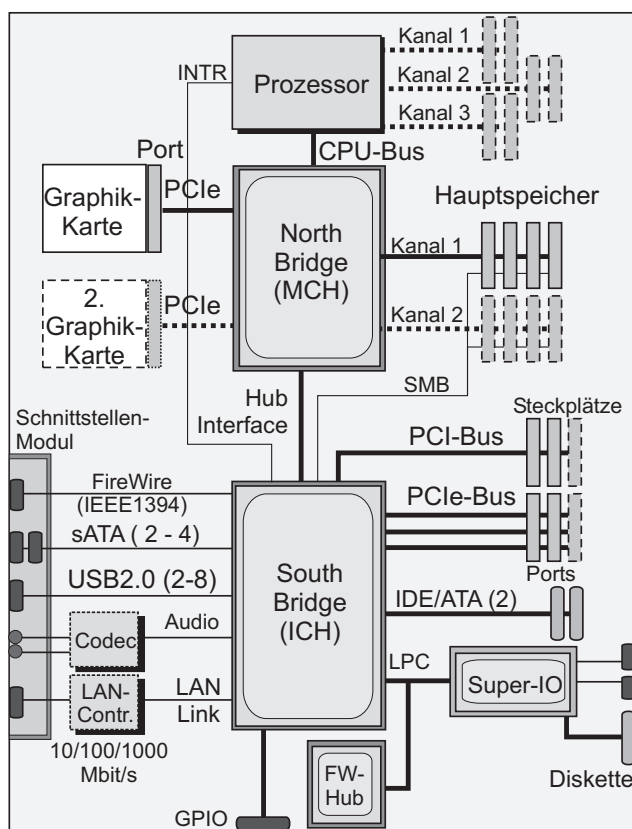 Kanal 1
INTR
Prozessor
Kanal 2
Kanal 3
Port
CPU-Bus
PCIe
Graphik-
Karte
Hauptspeicher
North
Bridge
(MCH)
Kanal 1
PCIe
2.
Graphik-
Karte
Kanal 2
Hub
Interface
SMB
Schnittstellen-
Modul
Steckplätze
PCI-Bus
FireWire
(IEEE1394)
PCIe-Bus
sATA ( 2 - 4)
USB2.0 (2-8)
South
Bridge
(ICH)
Ports
IDE/ATA (2)
Codec
Audio
LPC
Super-IO
LAN-
Contr.
LAN
Link
10/100/1000
Mbit/s
FW-
Hub
Diskette
GPIO